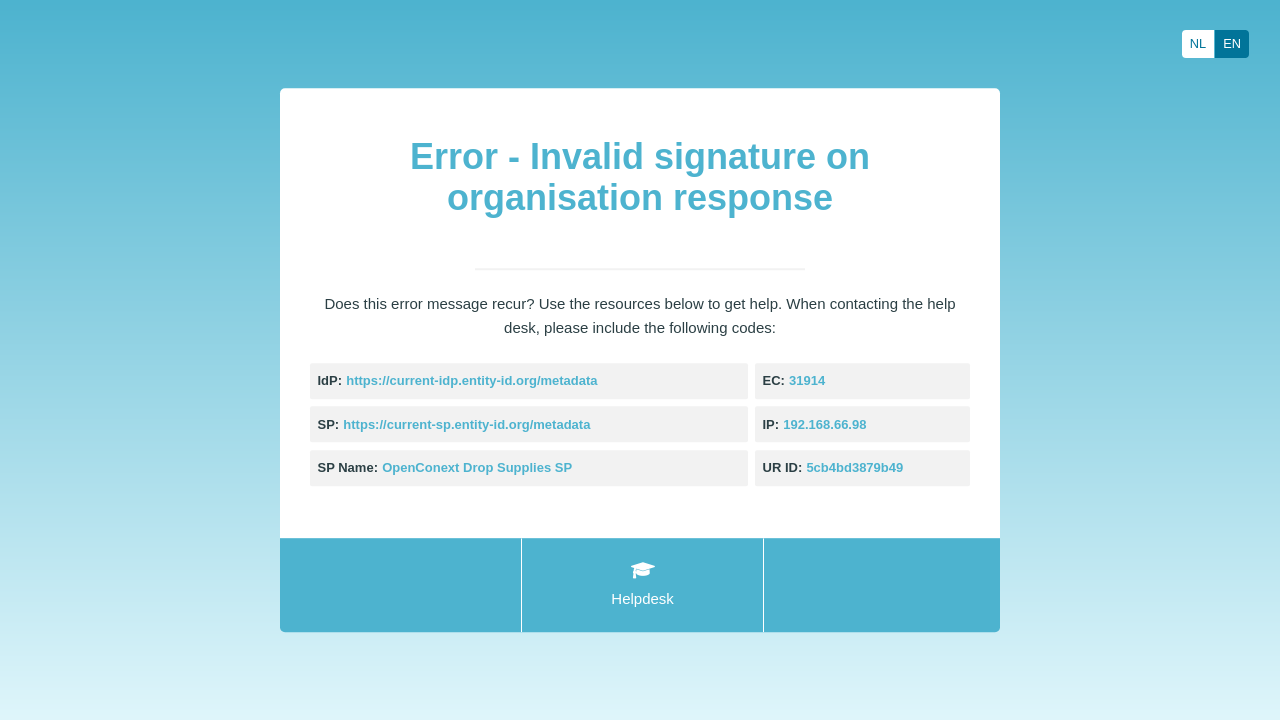 NL EN
Error - Invalid signature on
organisation response
Does this error message recur? Use the resources below to get help. When contacting the help
desk, please include the following codes:
IdP: https://current-idp.entity-id.org/metadata
EC: 31914
SP: https://current-sp.entity-id.org/metadata
IP: 192.168.66.98
SP Name: OpenConext Drop Supplies SP
UR ID: 5cb4bd3879b49
Helpdesk